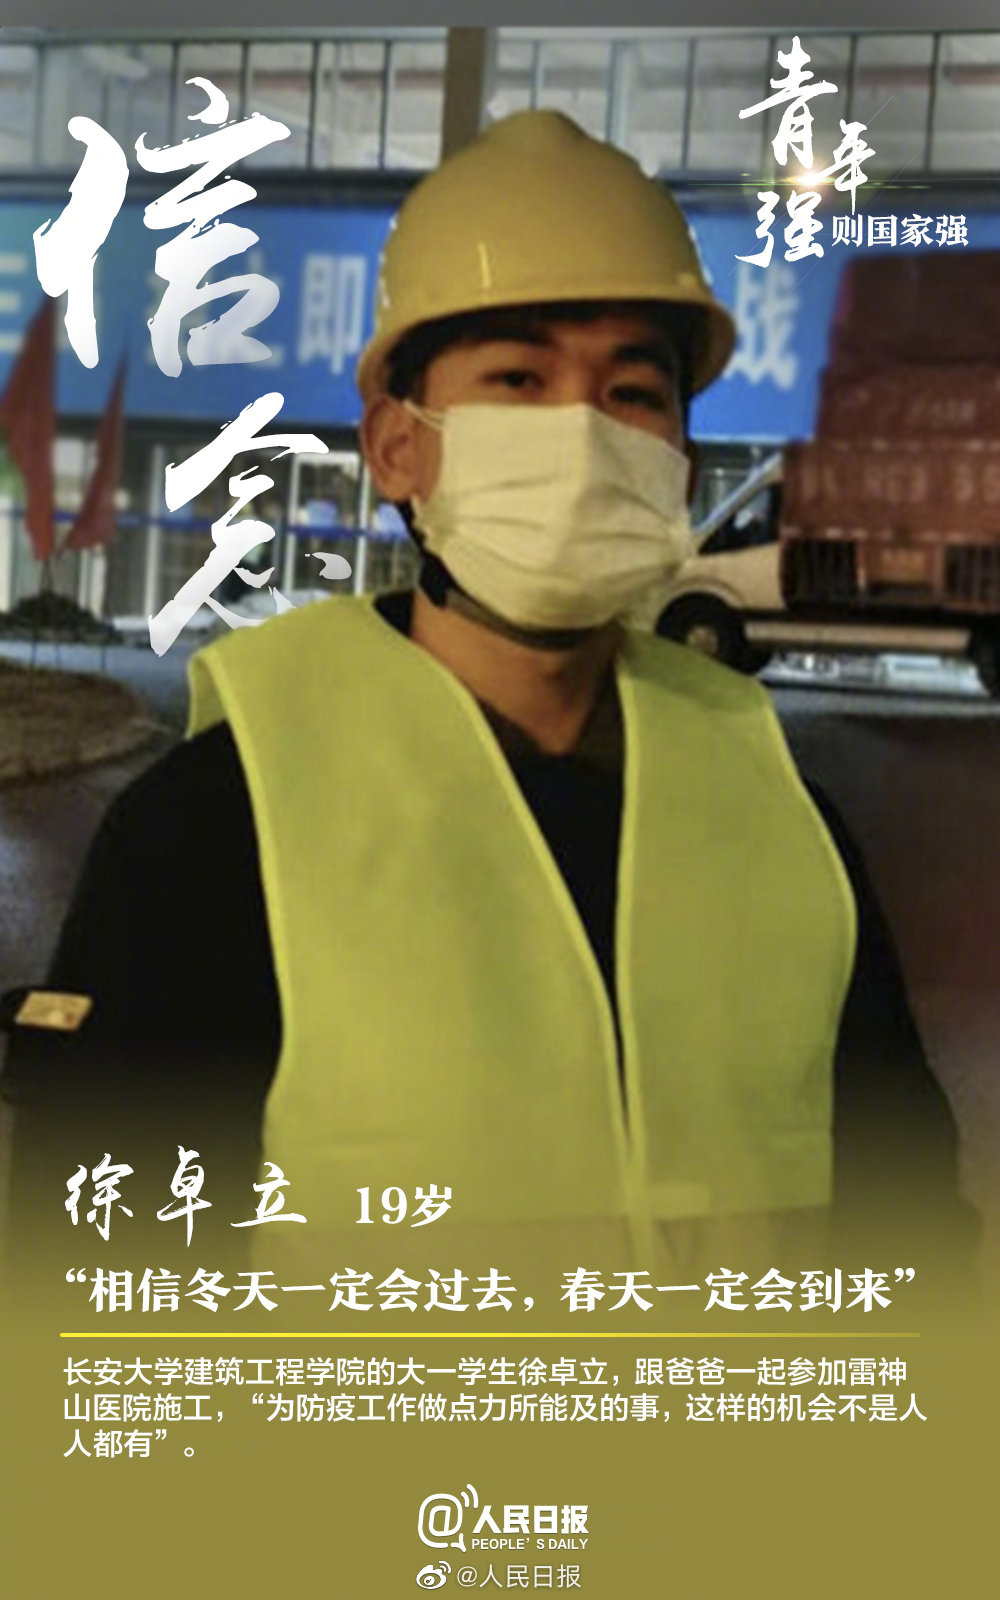 信念
青年强则国家强
即
战
徐卓立 19岁
“相信冬天一定会过去，春天一定会到来”
长安大学建筑工程学院的大一学生徐卓立，跟爸爸一起参加雷神
山医院施工，“为防疫工作做点力所能及的事，这样的机会不是人
人都有”。
@人民日报
PEOPLE'S DAILY
@人民日报